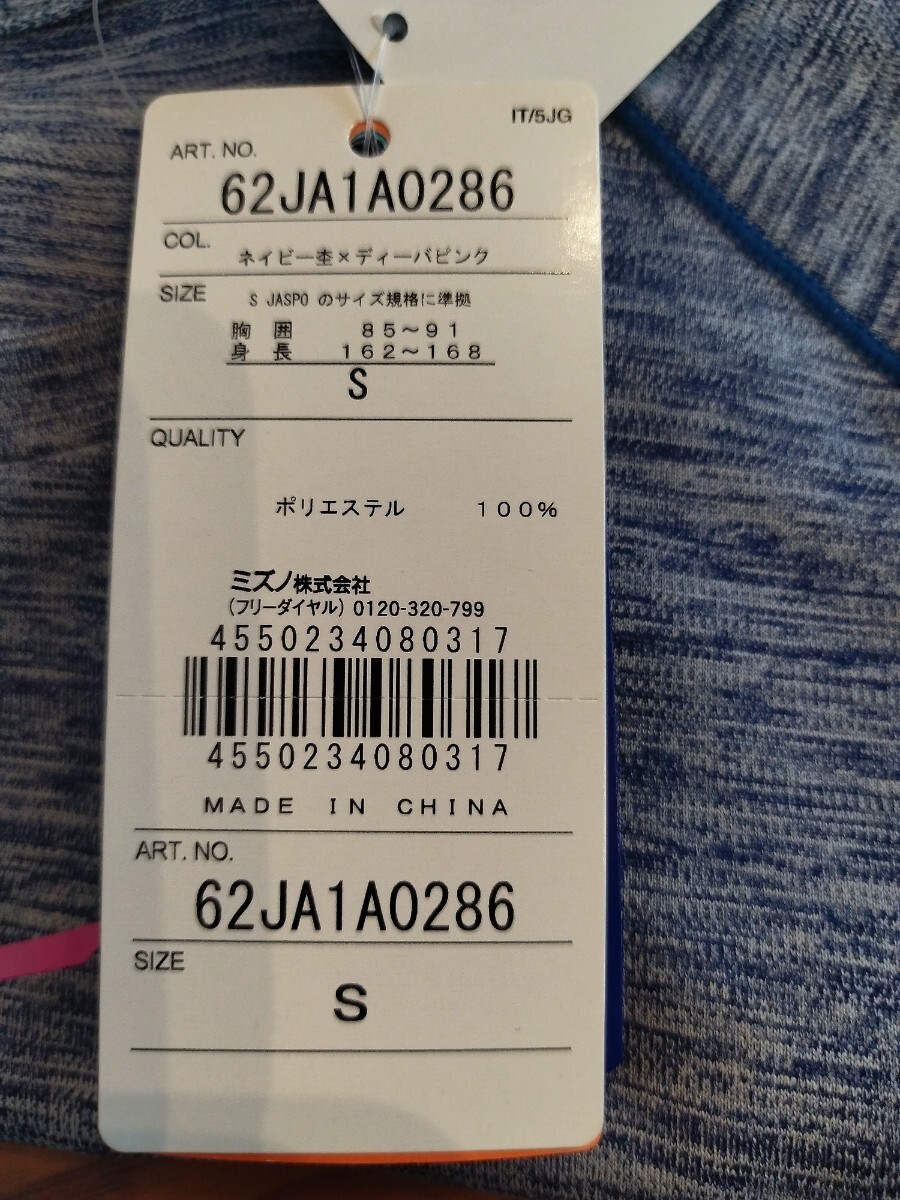 IT/5JG
ART. NO.
62JA1A0286
COL.
ネイビー杢×ディーバピンク
SIZE
S JASPO のサイズ規格に準拠
胸 囲 85～91
身 長 162～168
S
QUALITY
ポリエステル 100%
ミズノ株式会社
(フリーダイヤル) 0120-320-799
4550234080317
4550234080317
MADE IN CHINA
ART. NO.
62JA1A0286
SIZE
S